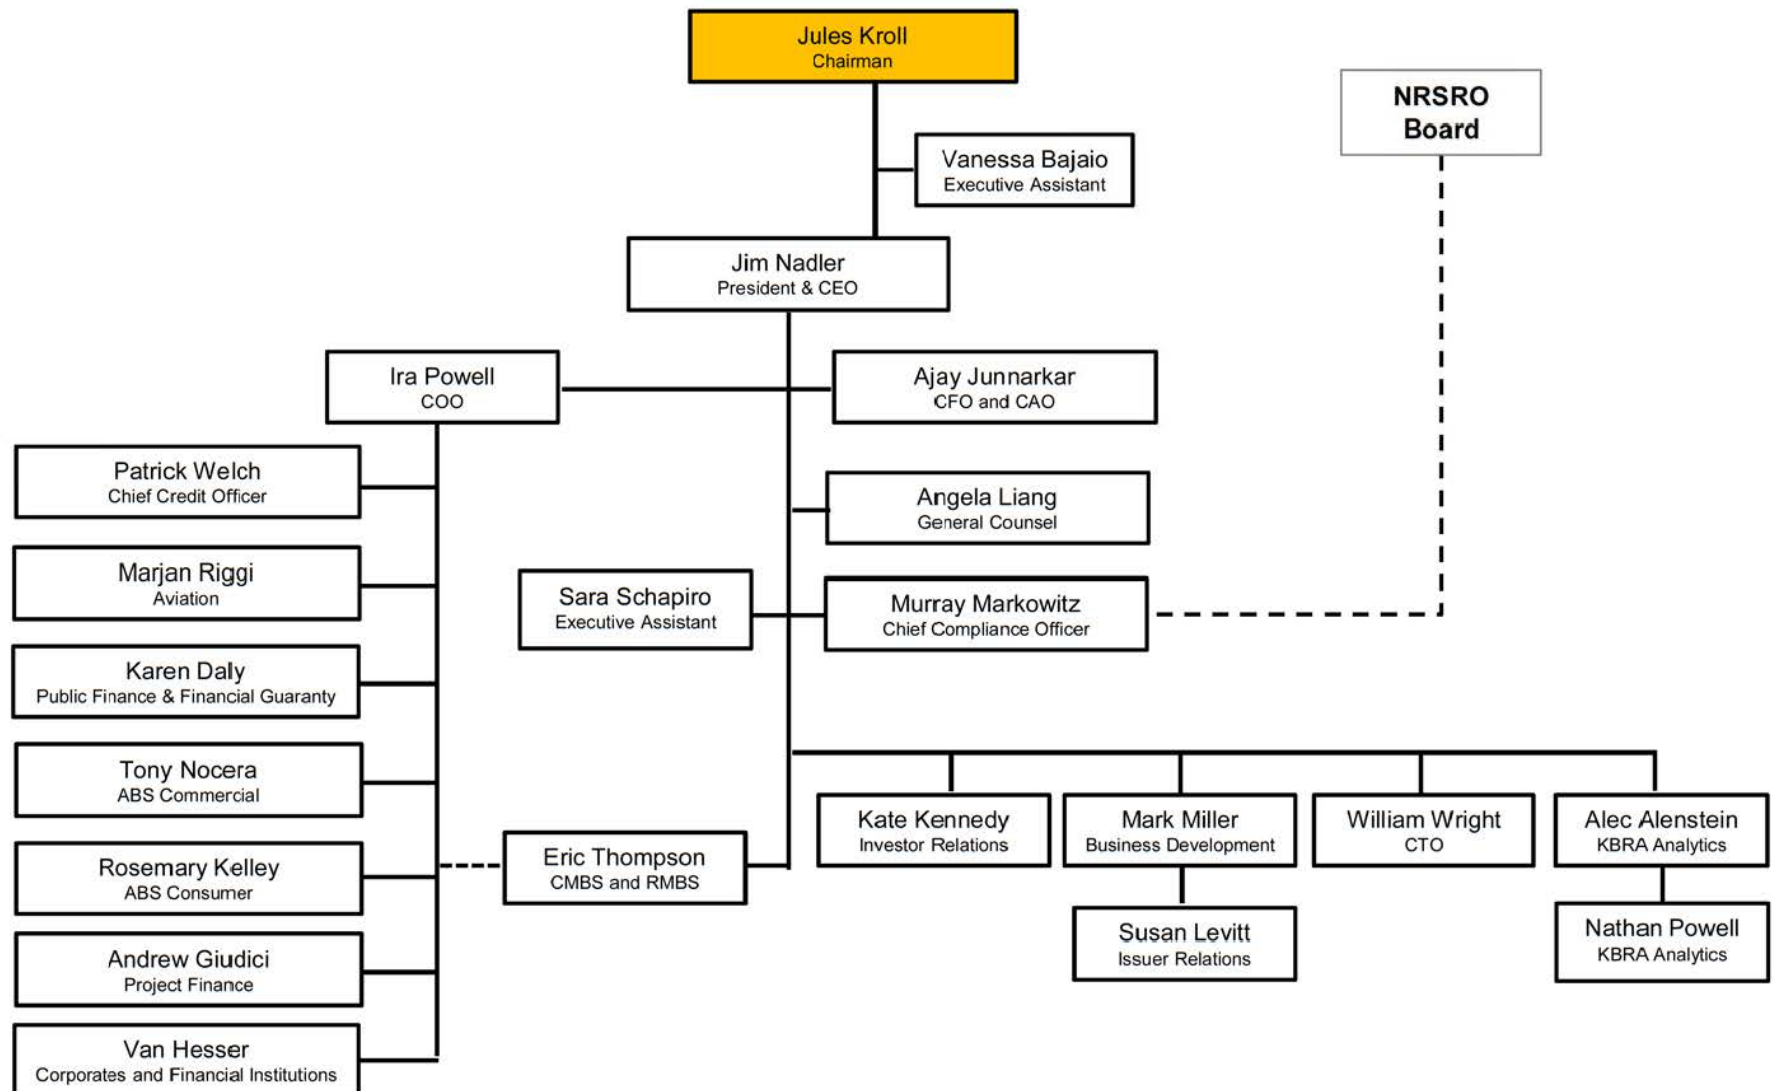 Jules Kroll
Chairman
NRSRO
Board
Vanessa Bajaio
Executive Assistant
Jim Nadler
President & CEO
Ira Powell
COO
Ajay Junnarkar
CFO and CAO
Patrick Welch
Chief Credit Officer
Angela Liang
General Counsel
Marjan Riggi
Aviation
Sara Schapiro
Executive Assistant
Murray Markowitz
Chief Compliance Officer
Karen Daly
Public Finance & Financial Guaranty
Tony Nocera
ABS Commercial
Kate Kennedy
Investor Relations
Mark Miller
Business Development
William Wright
CTO
Alec Alenstein
KBRA Analytics
Rosemary Kelley
ABS Consumer
Eric Thompson
CMBS and RMBS
Susan Levitt
Issuer Relations
Nathan Powell
KBRA Analytics
Andrew Giudici
Project Finance
Van Hesser
Corporates and Financial Institutions